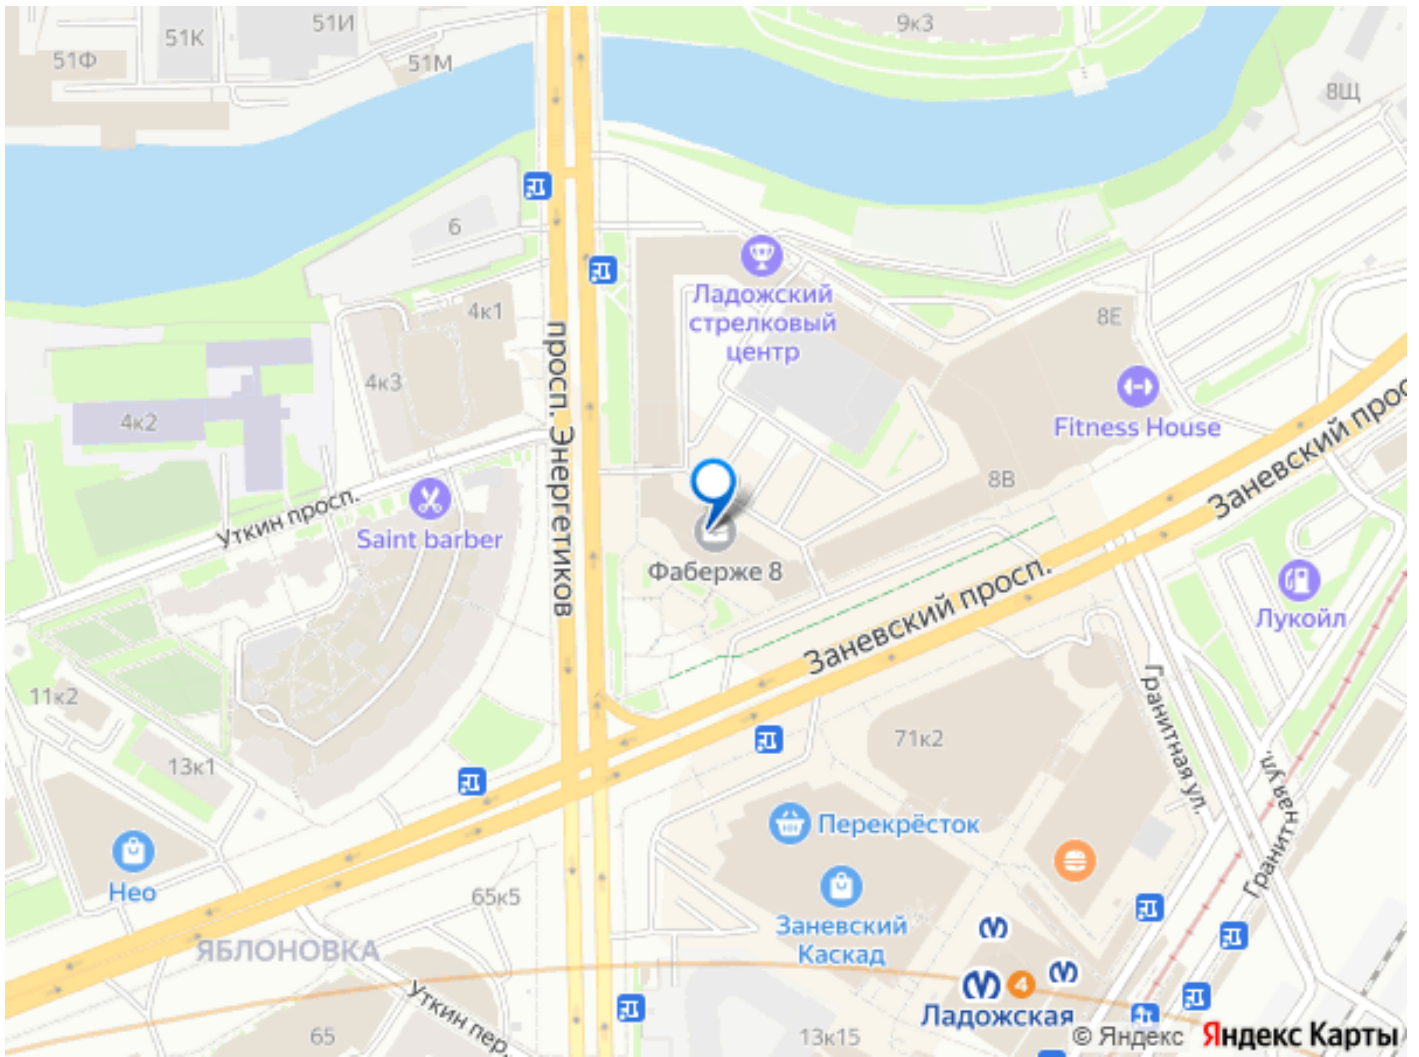 51К
51И
9к3
51Ф
51М
8Щ
6
Ладожский
стрелковый
центр
4к1
8Е
просп. Энергетиков
4к3
4к2
Fitness House
Заневский прос
8В
Уткин просп.
Saint barber
Фаберже 8
Заневский просп.
Лукойл
11к2
Гранитная ул.
13к1
71к2
Гранитная ул.
Перекрёсток
Нео
65к5
Заневский
Каскад
ЯБЛОНОВКА
4
Ладожская
Уткин пер.
65
13к15
© Яндекс Яндекс Карты